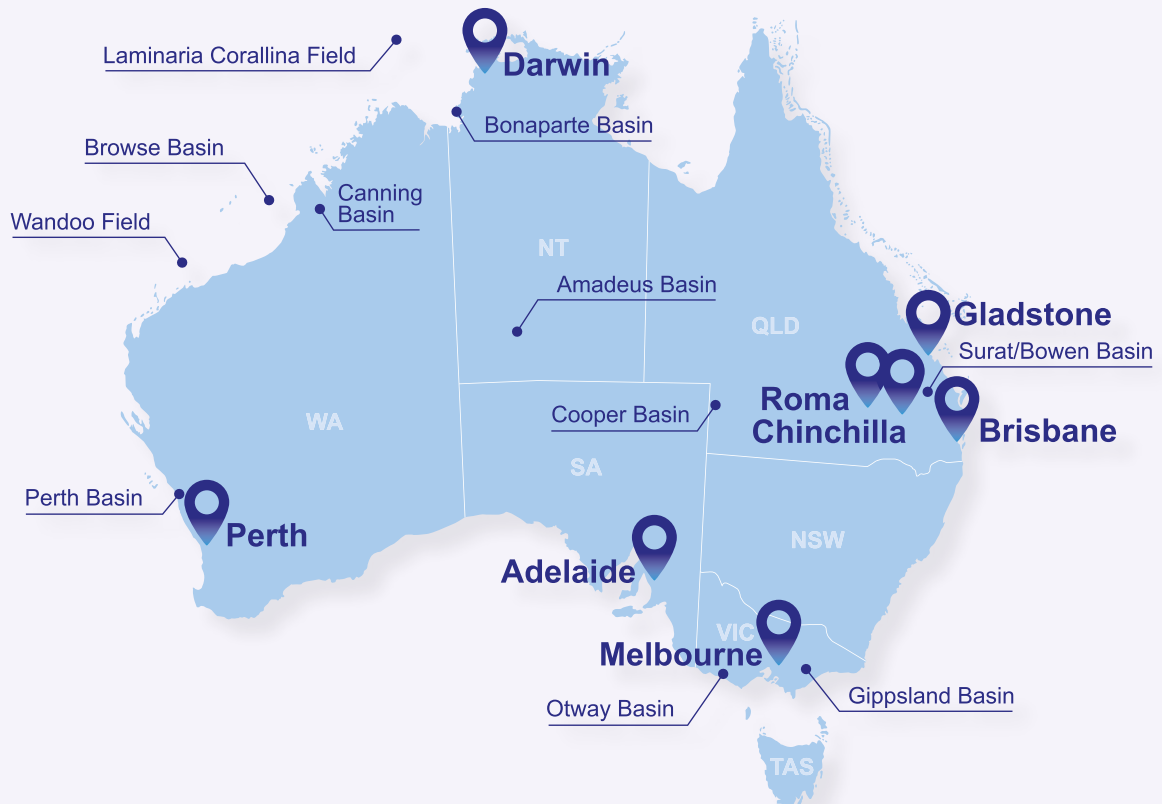 Laminaria Corallina Field
Darwin
Bonaparte Basin
Browse Basin
Canning
Basin
Wandoo Field
NT
Amadeus Basin
QLD
Gladstone
Surat/Bowen Basin
Roma
Chinchilla
Cooper Basin
Brisbane
WA
SA
Perth Basin
Perth
NSW
Adelaide
VIC
Melbourne
Otway Basin
Gippsland Basin
TAS